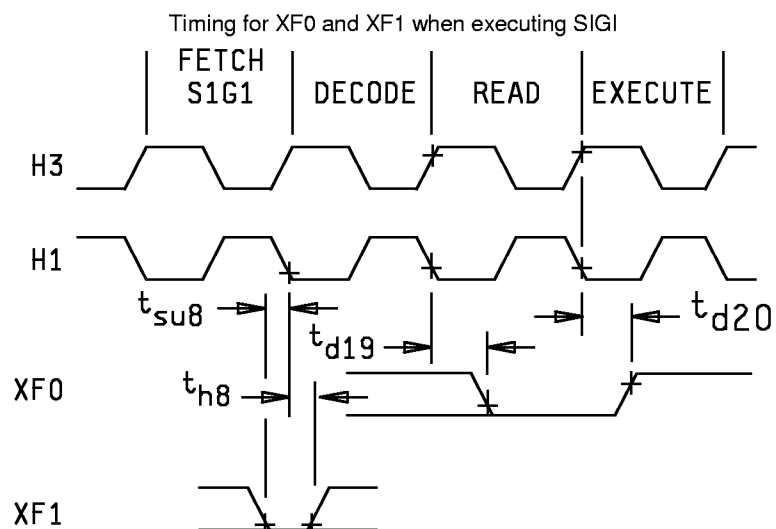 Timing for XF0 and XF1 when executing SIGI
FETCH
S1G1
DECODE
READ
EXECUTE
H3
H1
tsu8
td19
td20
th8
XF0
XF1